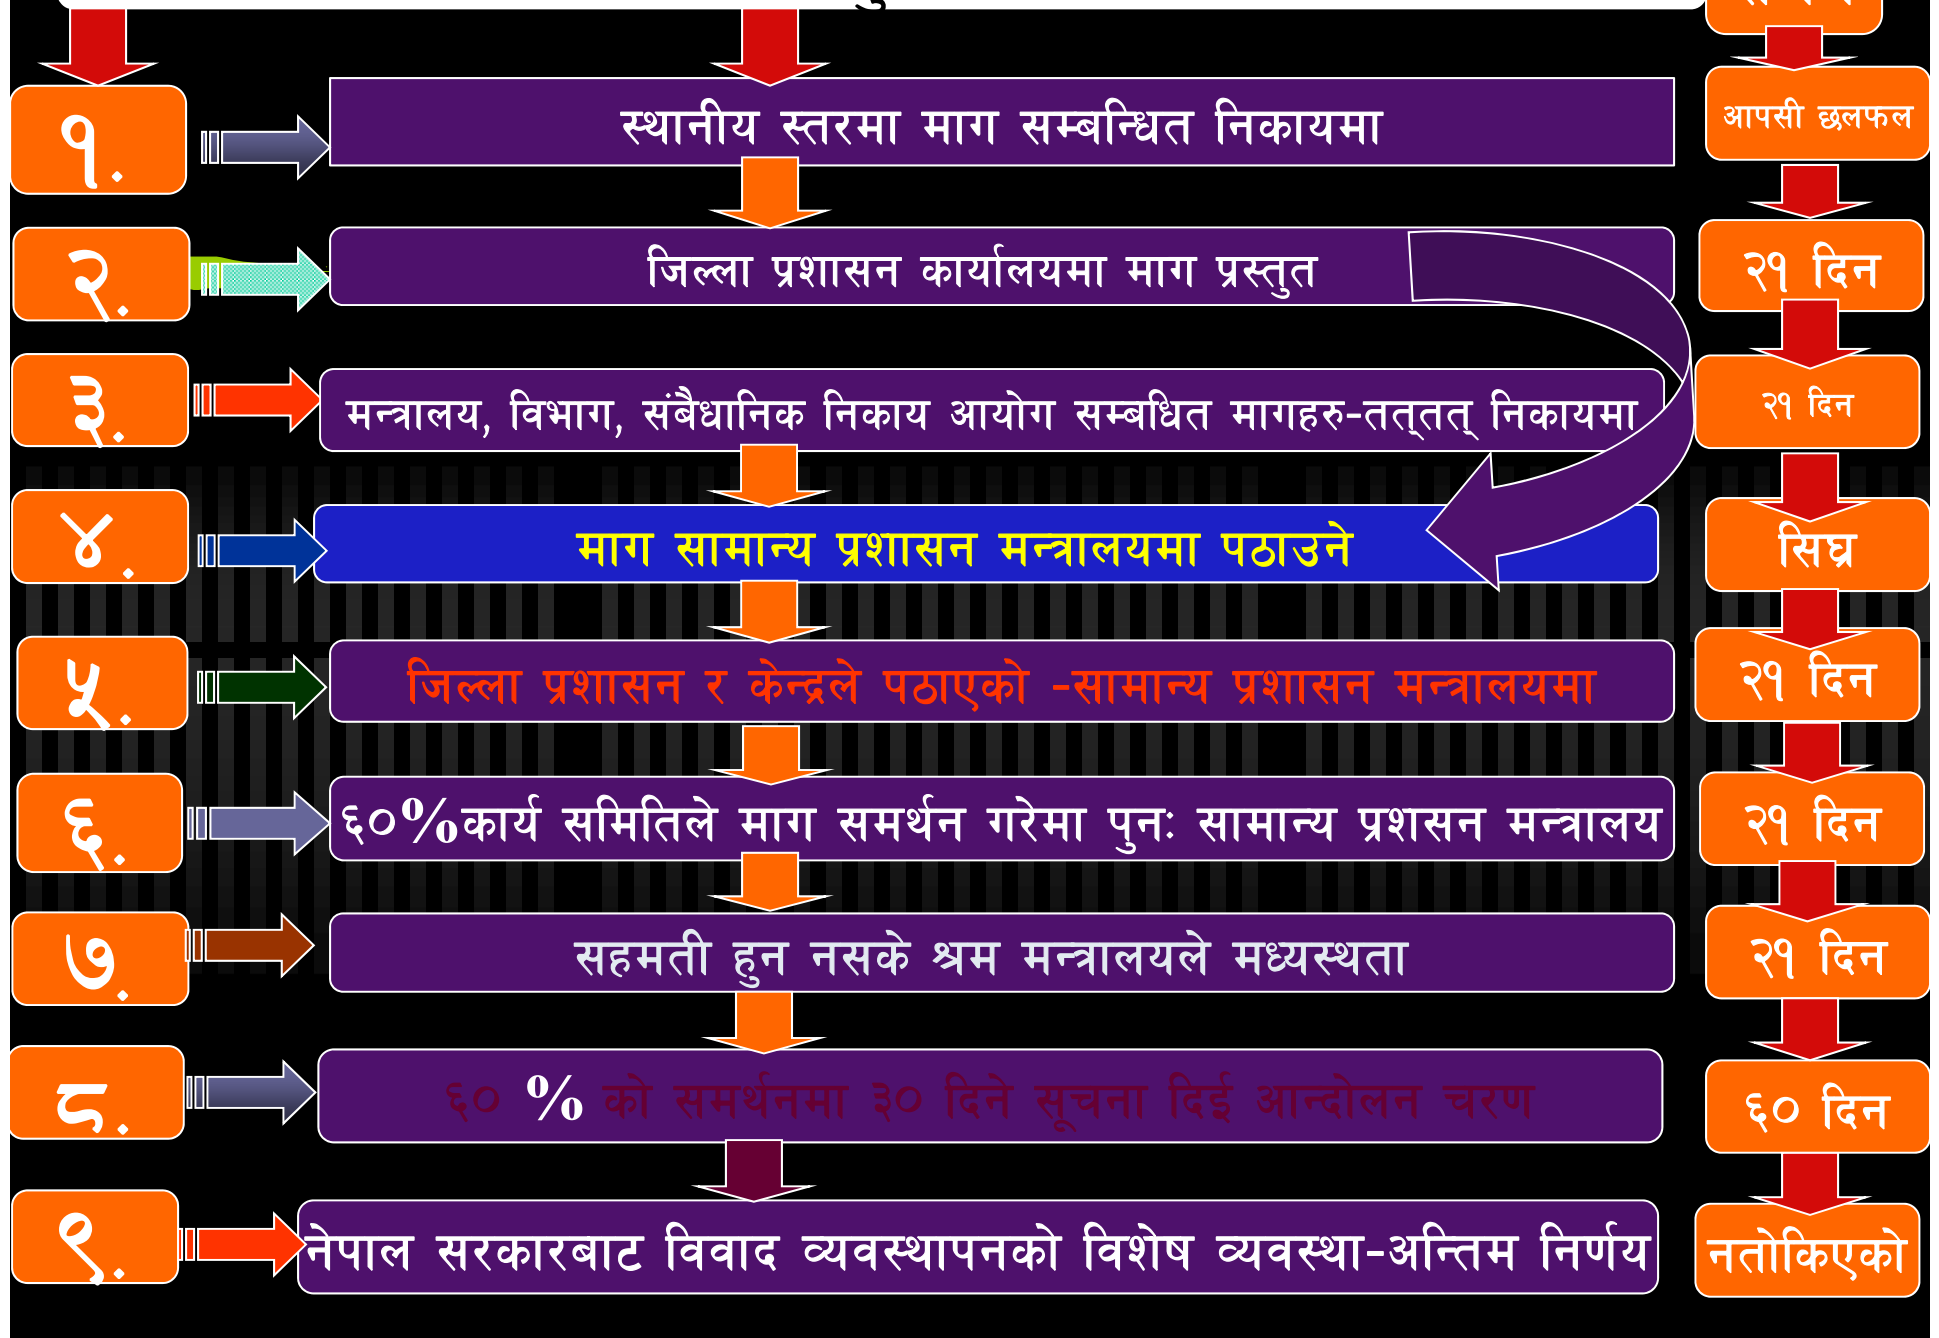 १. स्थानीय स्तरमा माग सम्बन्धित निकायमा आपसी छलफल
२. जिल्ला प्रशासन कार्यालयमा माग प्रस्तुत २१ दिन
३. मन्त्रालय, विभाग, संबैधानिक निकाय आयोग सम्बधित मागहरु-तत्तत् निकायमा २१ दिन
४. माग सामान्य प्रशासन मन्त्रालयमा पठाउने सिघ्र
५. जिल्ला प्रशासन र केन्द्रले पठाएको -सामान्य प्रशासन मन्त्रालयमा २१ दिन
६. ६०%कार्य समितिले माग समर्थन गरेमा पुनः सामान्य प्रशसन मन्त्रालय २१ दिन
७. सहमती हुन नसके श्रम मन्त्रालयले मध्यस्थता २१ दिन
८. ६० % को समर्थनमा ३० दिने सूचना दिई आन्दोलन चरण ६० दिन
९. नेपाल सरकारबाट विवाद व्यवस्थापनको विशेष व्यवस्था-अन्तिम निर्णय नतोकिएको